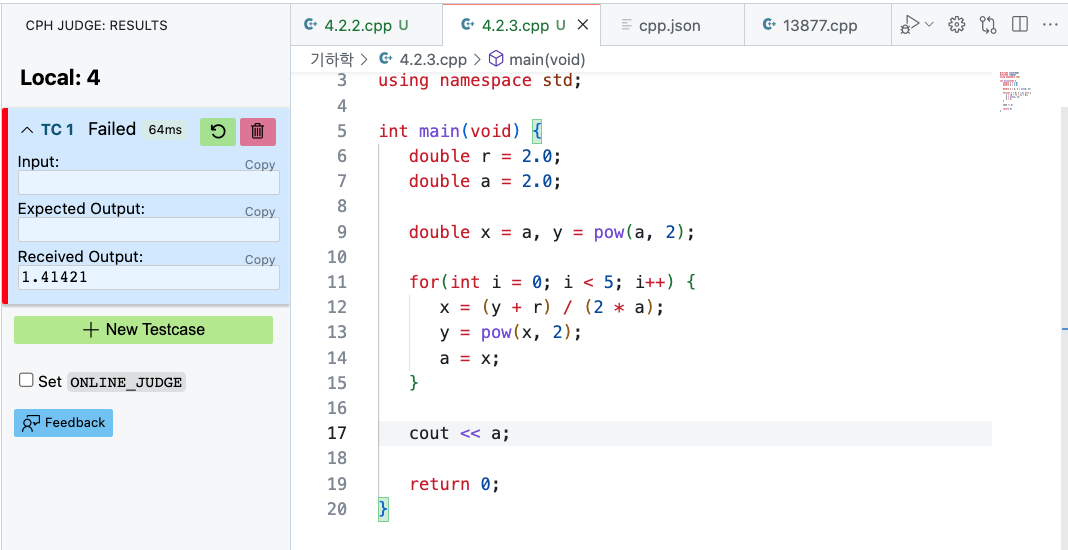 CPH JUDGE: RESULTS
Local: 4
TC 1 Failed 64ms
Input:
Copy
Expected Output:
Copy
Received Output:
Copy
1.41421
+ New Testcase
Set ONLINE_JUDGE
Feedback
4.2.2.cpp U
4.2.3.cpp U
cpp.json
13877.cpp
기하학 > 4.2.3.cpp > main(void)
3 using namespace std;
4
5 int main(void) {
6 double r = 2.0;
7 double a = 2.0;
8
9 double x = a, y = pow(a, 2);
10
11 for(int i = 0; i < 5; i++) {
12 x = (y + r) / (2 * a);
13 y = pow(x, 2);
14 a = x;
15 }
16
17 cout << a;
18
19 return 0;
20 }